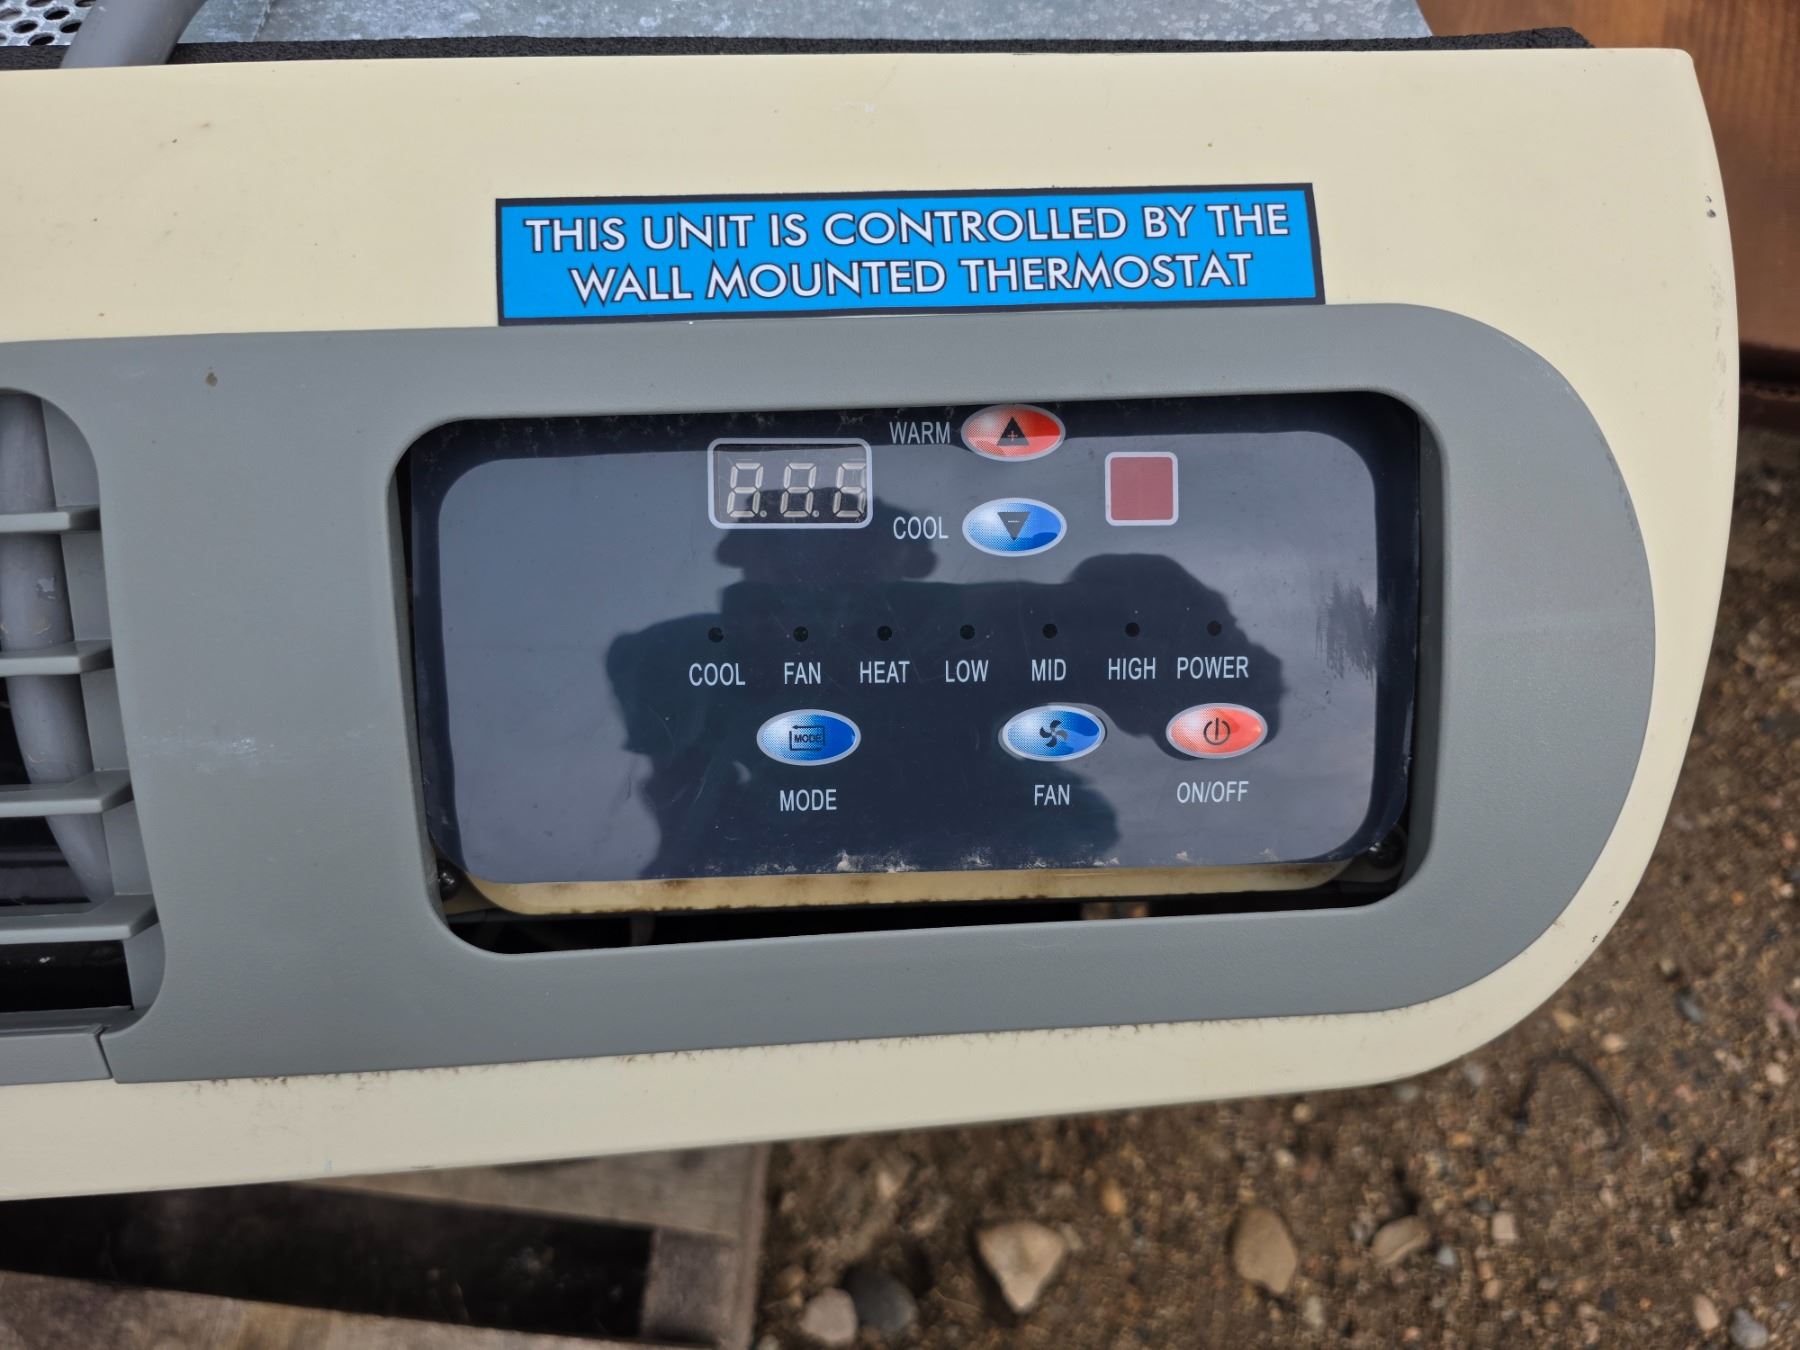 THIS UNIT IS CONTROLLED BY THE
WALL MOUNTED THERMOSTAT
WARM
COOL
COOL FAN HEAT LOW MID HIGH POWER
MODE
MODE FAN ON/OFF